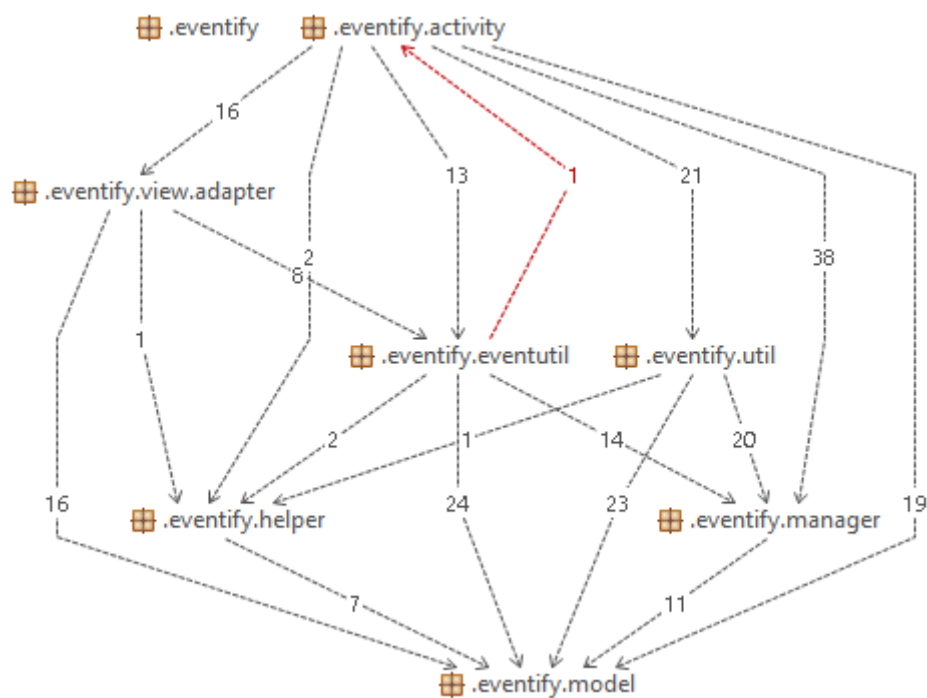 .eventify
.eventify.activity
16
.eventify.view.adapter
13
1
21
2
8
38
1
.eventify.eventutil
.eventify.util
2
1
14
20
16
.eventify.helper
24
23
.eventify.manager
19
7
11
.eventify.model